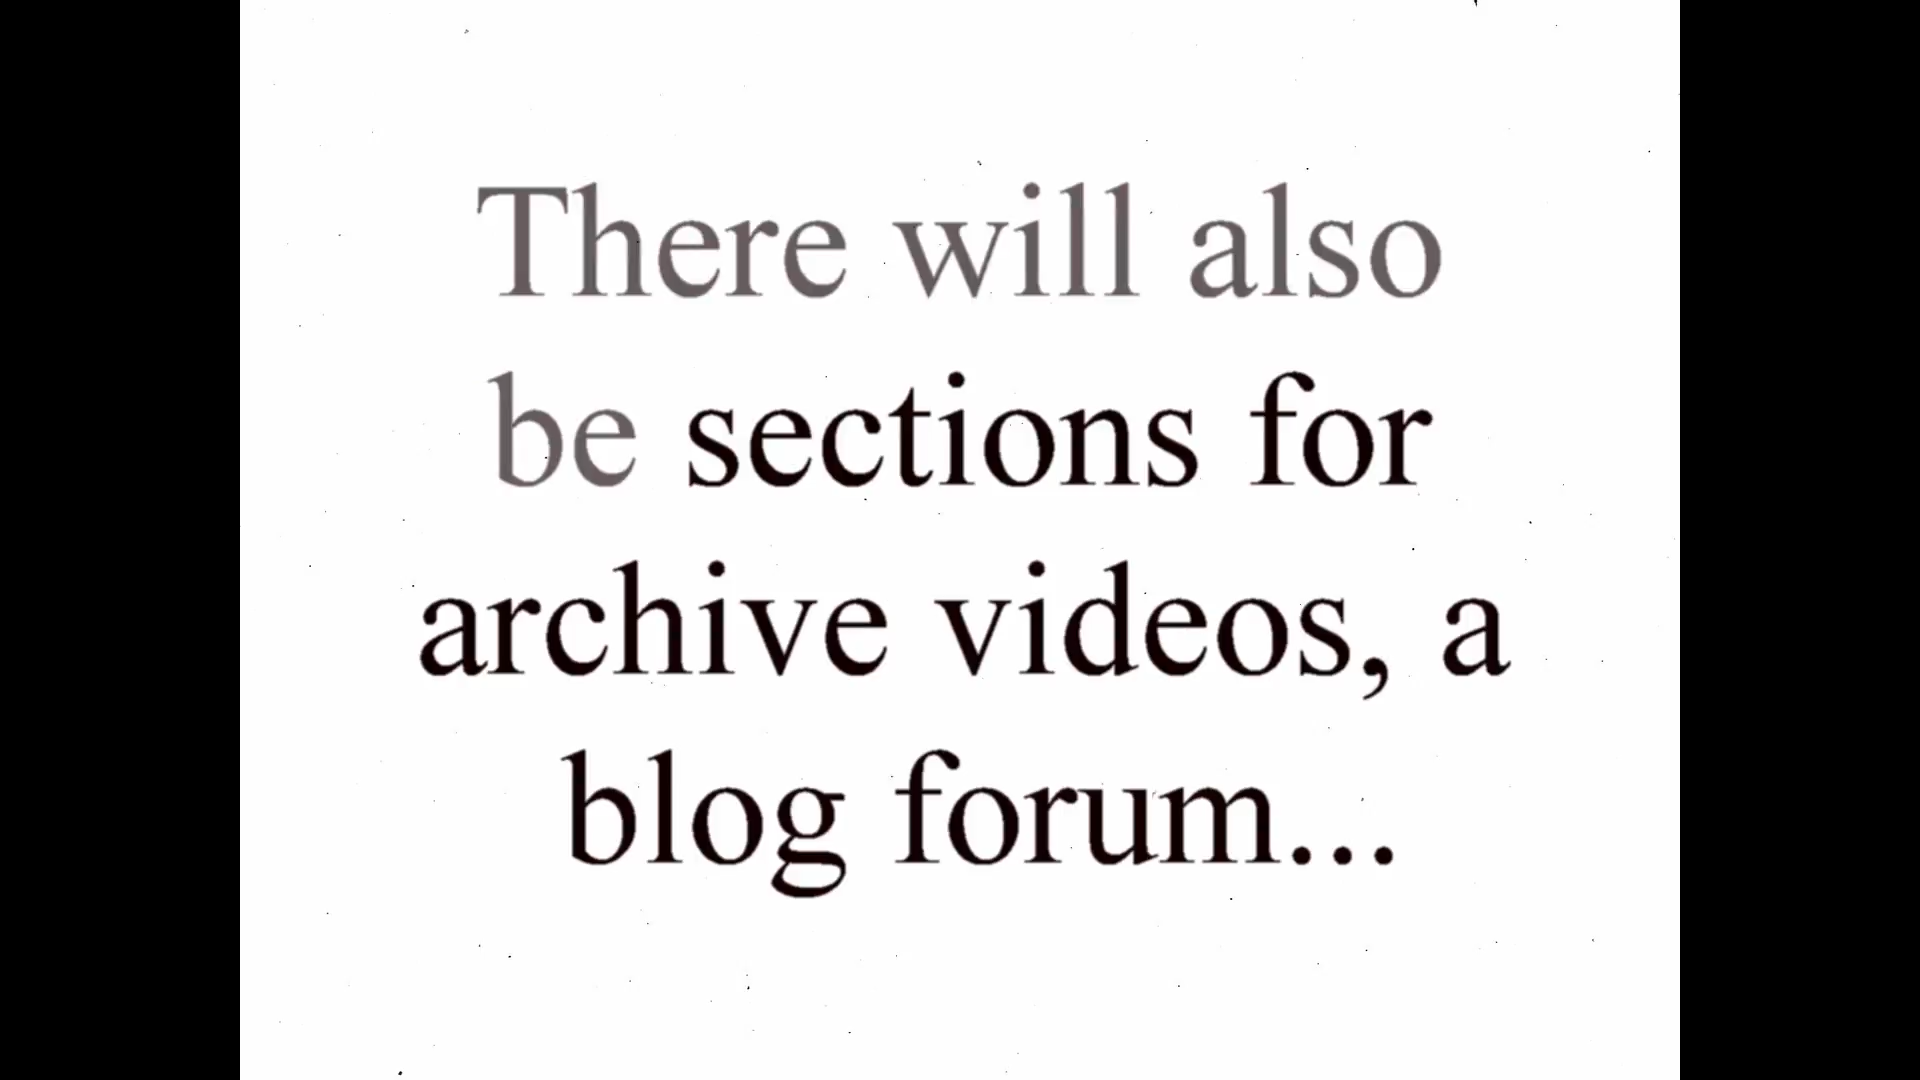 There will also
be sections for
archive videos, a
blog forum...